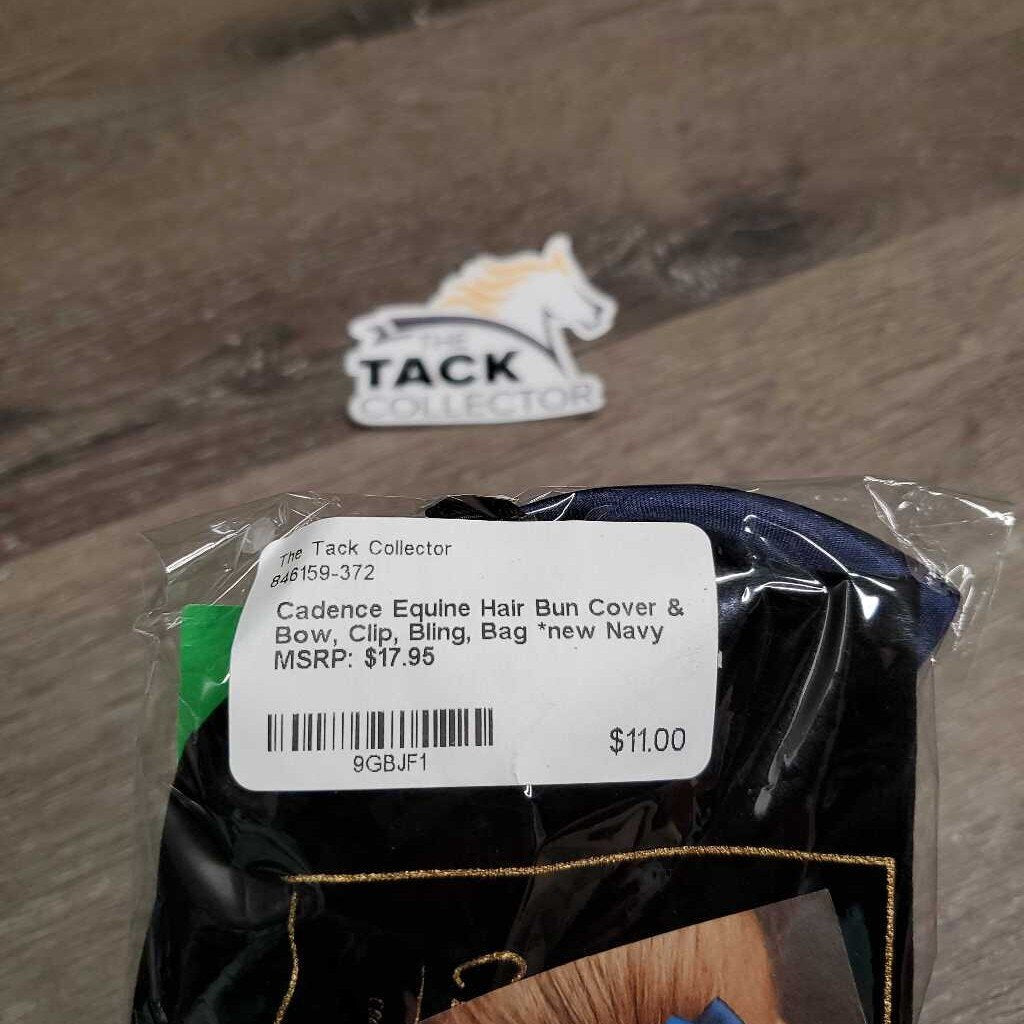 THE
TACK
COLLECTOR
The Tack Collector
846159-372
Cadence Equine Hair Bun Cover &
Bow, Clip, Bling, Bag *new Navy
MSRP: $17.95
9GBJF1
$11.00